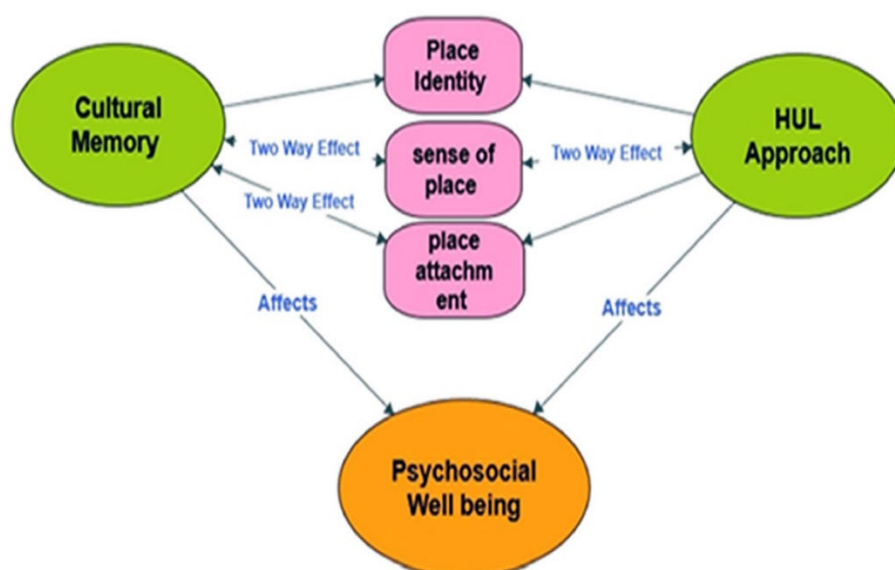 Cultural
Memory
Place
Identity
HUL
Approach
Two Way Effect
sense of
place
Two Way Effect
Two Way Effect
place
attachm
ent
Affects
Affects
Psychosocial
Well being